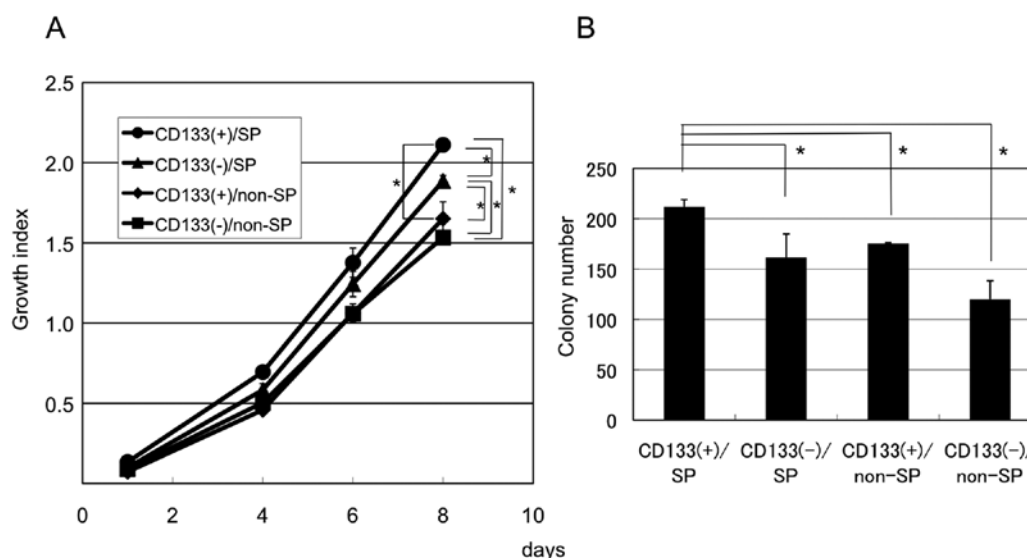 A
2.5
2.0
1.5
1.0
0.5
0
2
4
6
8
10
days
Growth index
CD133(+)/SP
CD133(-)/SP
CD133(+)/non-SP
CD133(-)/non-SP
*
*
*
*
*
B
*
*
*
250
200
150
100
50
0
Colony number
CD133(+)/
SP
CD133(-)/
SP
CD133(+)/
non-SP
CD133(-)/
non-SP